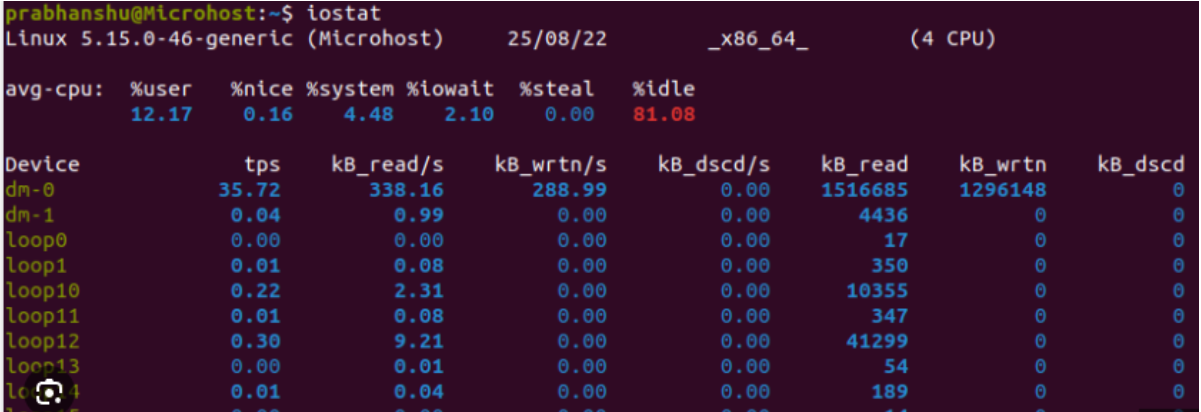 prabhanshu@Microhost:~$ iostat
Linux 5.15.0-46-generic (Microhost) 25/08/22 _x86_64_ (4 CPU)
avg-cpu: %user %nice %system %iowait %steal %idle
12.17 0.16 4.48 2.10 0.00 81.08
Device tps kB_read/s kB_wrtn/s kB_dscd/s kB_read kB_wrtn kB_dscd
dm-0 35.72 338.16 288.99 0.00 1516685 1296148 0
dm-1 0.04 0.99 0.00 0.00 4436 0 0
loop0 0.00 0.00 0.00 0.00 17 0 0
loop1 0.01 0.08 0.00 0.00 350 0 0
loop10 0.22 2.31 0.00 0.00 10355 0 0
loop11 0.01 0.08 0.00 0.00 347 0 0
loop12 0.30 9.21 0.00 0.00 41299 0 0
loop13 0.00 0.01 0.00 0.00 54 0 0
0.01 0.04 0.00 0.00 189 0 0